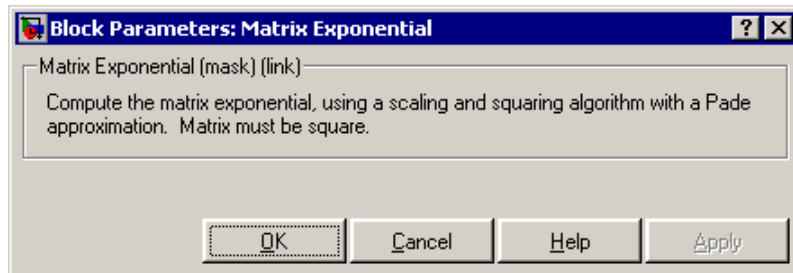 Block Parameters: Matrix Exponential
Matrix Exponential (mask) (link)
Compute the matrix exponential, using a scaling and squaring algorithm with a Pade
approximation. Matrix must be square.
OK Cancel Help Apply